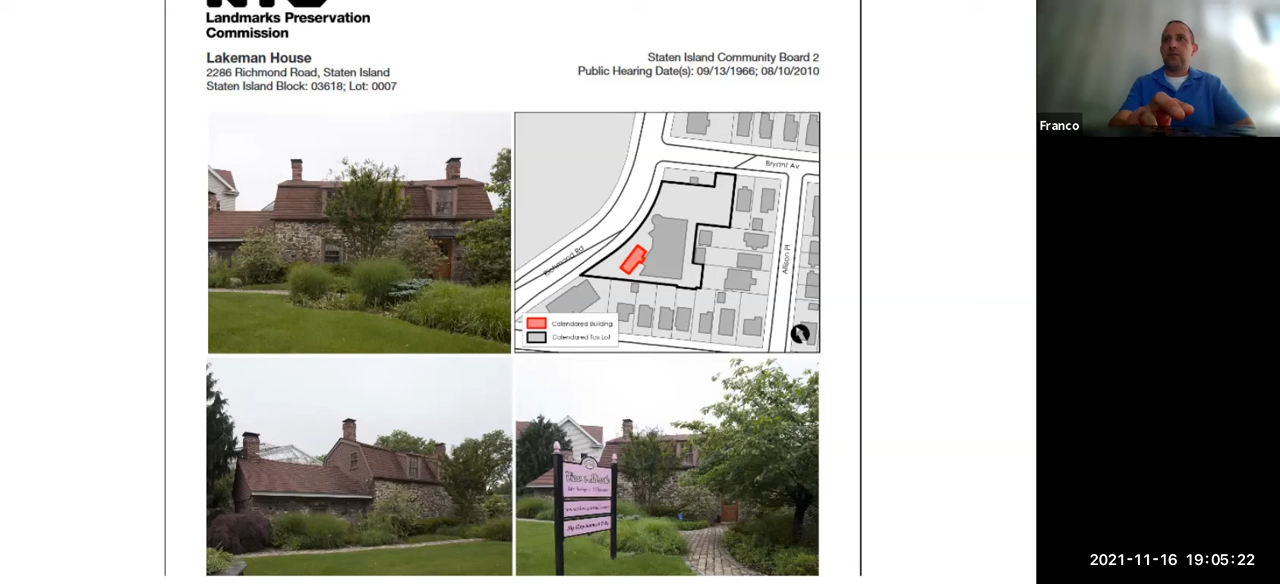 NYC
Landmarks Preservation
Commission
Lakeman House
2286 Richmond Road, Staten Island
Staten Island Block: 03618; Lot: 0007
Staten Island Community Board 2
Public Hearing Date(s): 09/13/1966; 08/10/2010
Bryant Av
Richmond Rd
Allison Pl
Calendared Building
Calendared Tax Lot
Franco
2021-11-16 19:05:22